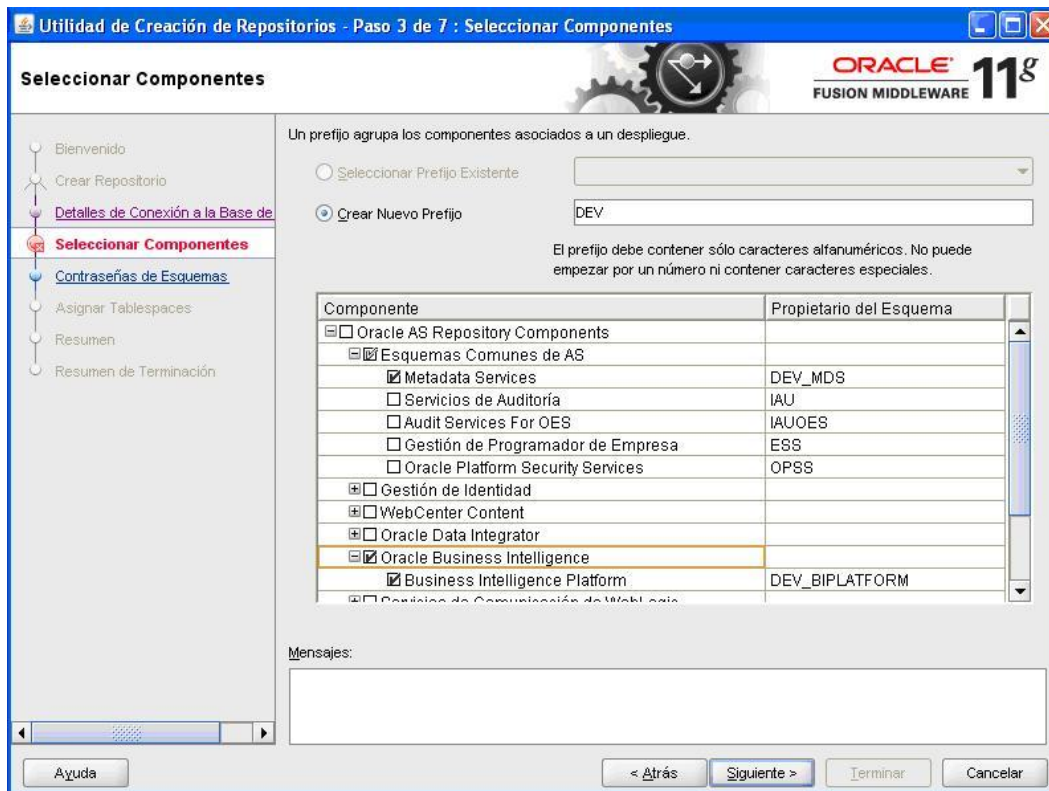 Utilidad de Creación de Repositorios - Paso 3 de 7 : Seleccionar Componentes
Seleccionar Componentes
ORACLE
FUSION MIDDLEWARE
11g
Bienvenido
Crear Repositorio
Detalles de Conexión a la Base de
Seleccionar Componentes
Contraseñas de Esquemas
Asignar Tablespaces
Resumen
Resumen de Terminación
Un prefijo agrupa los componentes asociados a un despliegue.
Seleccionar Prefijo Existente
Crear Nuevo Prefijo DEV
El prefijo debe contener sólo caracteres alfanuméricos. No puede
empezar por un número ni contener caracteres especiales.
Componente Propietario del Esquema
Oracle AS Repository Components
Esquemas Comunes de AS
Metadata Services DEV_MDS
Servicios de Auditoría IAU
Audit Services For OES IAUOES
Gestión de Programador de Empresa ESS
Oracle Platform Security Services OPSS
Gestión de Identidad
WebCenter Content
Oracle Data Integrator
Oracle Business Intelligence
Business Intelligence Platform DEV_BIPLATFORM
Servicios de Comunicación de WebLogic
Mensajes:
Ayuda
< Atrás
Siguiente >
Terminar
Cancelar